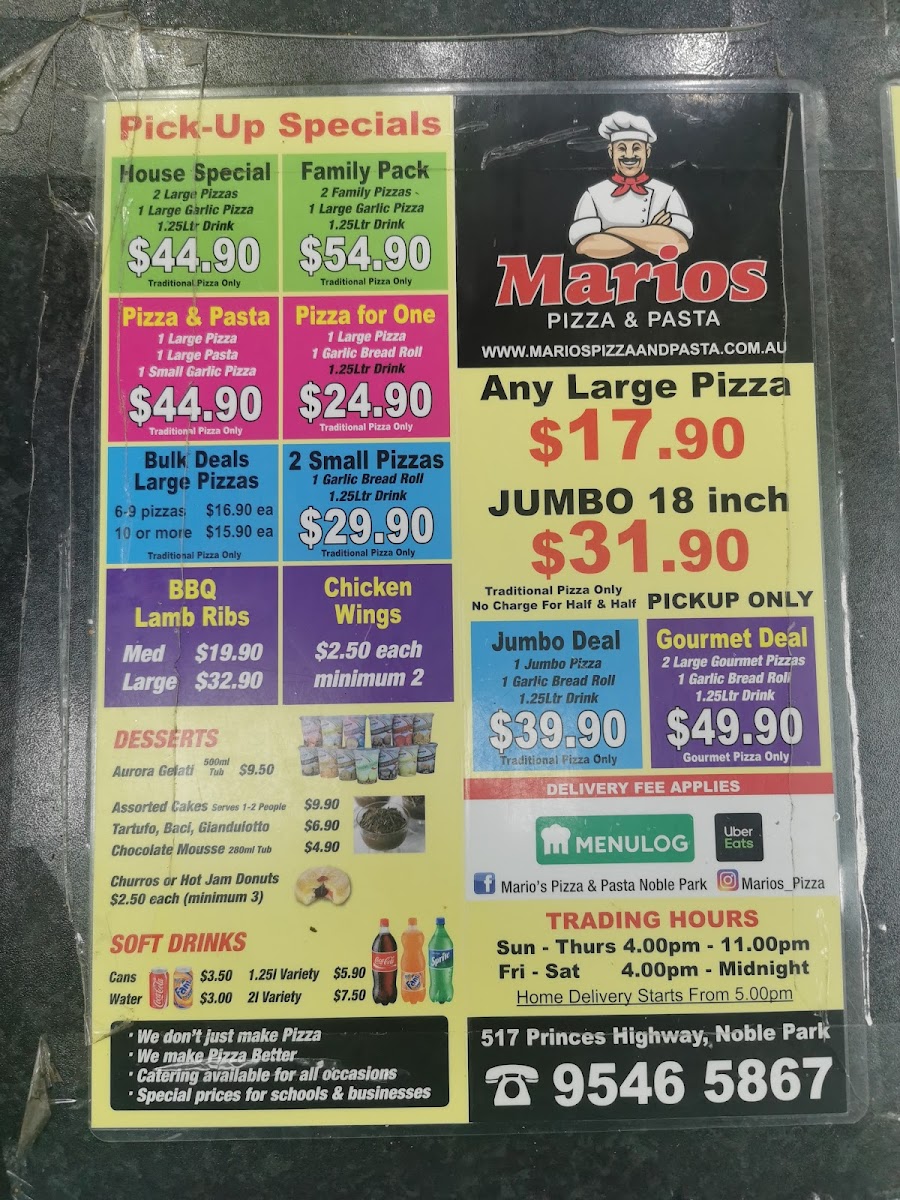 Pick-Up Specials
House Special
2 Large Pizzas
1 Large Garlic Pizza
1.25Ltr Drink
$44.90
Traditional Pizza Only
Family Pack
2 Family Pizzas
1 Large Garlic Pizza
1.25Ltr Drink
$54.90
Traditional Pizza Only
Pizza & Pasta
1 Large Pizza
1 Large Pasta
1 Small Garlic Pizza
$44.90
Traditional Pizza Only
Pizza for One
1 Large Pizza
1 Garlic Bread Roll
1.25Ltr Drink
$24.90
Traditional Pizza Only
Bulk Deals
Large Pizzas
6-9 pizzas $16.90 ea
10 or more $15.90 ea
Traditional Pizza Only
2 Small Pizzas
1 Garlic Bread Roll
1.25Ltr Drink
$29.90
Traditional Pizza Only
BBQ
Lamb Ribs
Med $19.90
Large $32.90
Chicken
Wings
$2.50 each
minimum 2
DESSERTS
Aurora Gelati 500ml Tub $9.50
Assorted Cakes Serves 1-2 People $9.90
Tartufo, Baci, Gianduiotto $6.90
Chocolate Mousse 280ml Tub $4.90
Churros or Hot Jam Donuts
$2.50 each (minimum 3)
SOFT DRINKS
Cans $3.50 1.25l Variety $5.90
Water $3.00 2l Variety $7.50
Coca-Cola
Fanta
Sprite
· We don't just make Pizza
· We make Pizza Better
· Catering available for all occasions
· Special prices for schools & businesses
Marios
PIZZA & PASTA
WWW.MARIOSPIZZAANDPASTA.COM.AU
Any Large Pizza
$17.90
JUMBO 18 inch
$31.90
Traditional Pizza Only
No Charge For Half & Half PICKUP ONLY
Jumbo Deal
1 Jumbo Pizza
1 Garlic Bread Roll
1.25Ltr Drink
$39.90
Traditional Pizza Only
Gourmet Deal
2 Large Gourmet Pizzas
1 Garlic Bread Roll
1.25Ltr Drink
$49.90
Gourmet Pizza Only
DELIVERY FEE APPLIES
MENULOG
Uber
Eats
Mario's Pizza & Pasta Noble Park Marios_Pizza
TRADING HOURS
Sun - Thurs 4.00pm - 11.00pm
Fri - Sat 4.00pm - Midnight
Home Delivery Starts From 5.00pm
517 Princes Highway, Noble Park
9546 5867